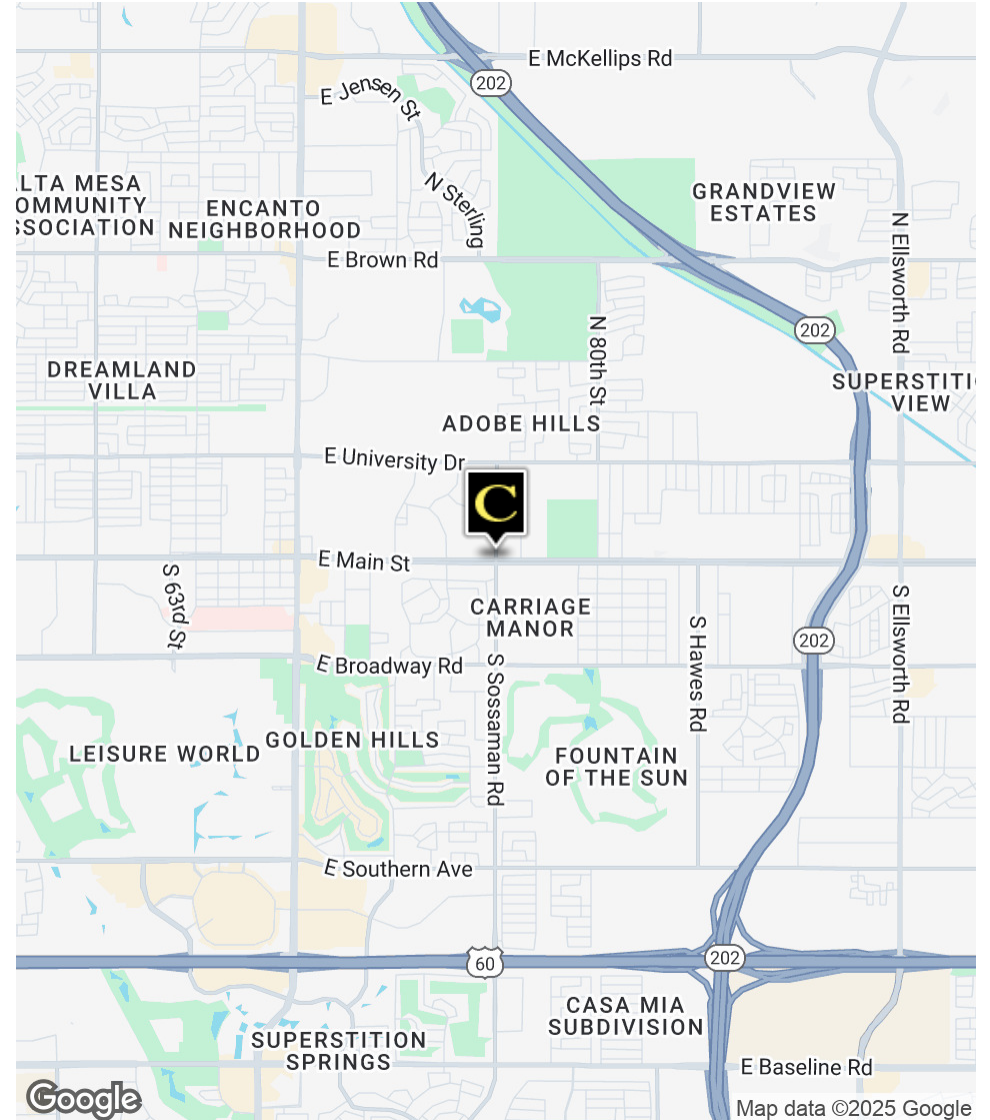 E McKellips Rd
202
E Jensen St
N Sterling
LTA MESA
OMMUNITY
SSOCIATION
ENCANTO
NEIGHBORHOOD
GRANDVIEW
ESTATES
N Ellsworth Rd
E Brown Rd
N 80th St
202
DREAMLAND
VILLA
SUPERSTITI
VIEW
ADOBE HILLS
E University Dr
C
E Main St
S 63rd St
CARRIAGE
MANOR
S Hawes Rd
202
S Ellsworth Rd
E Broadway Rd
S Sossaman Rd
LEISURE WORLD
GOLDEN HILLS
FOUNTAIN
OF THE SUN
E Southern Ave
60
202
CASA MIA
SUBDIVISION
SUPERSTITION
SPRINGS
E Baseline Rd
Google
Map data ©2025 Google